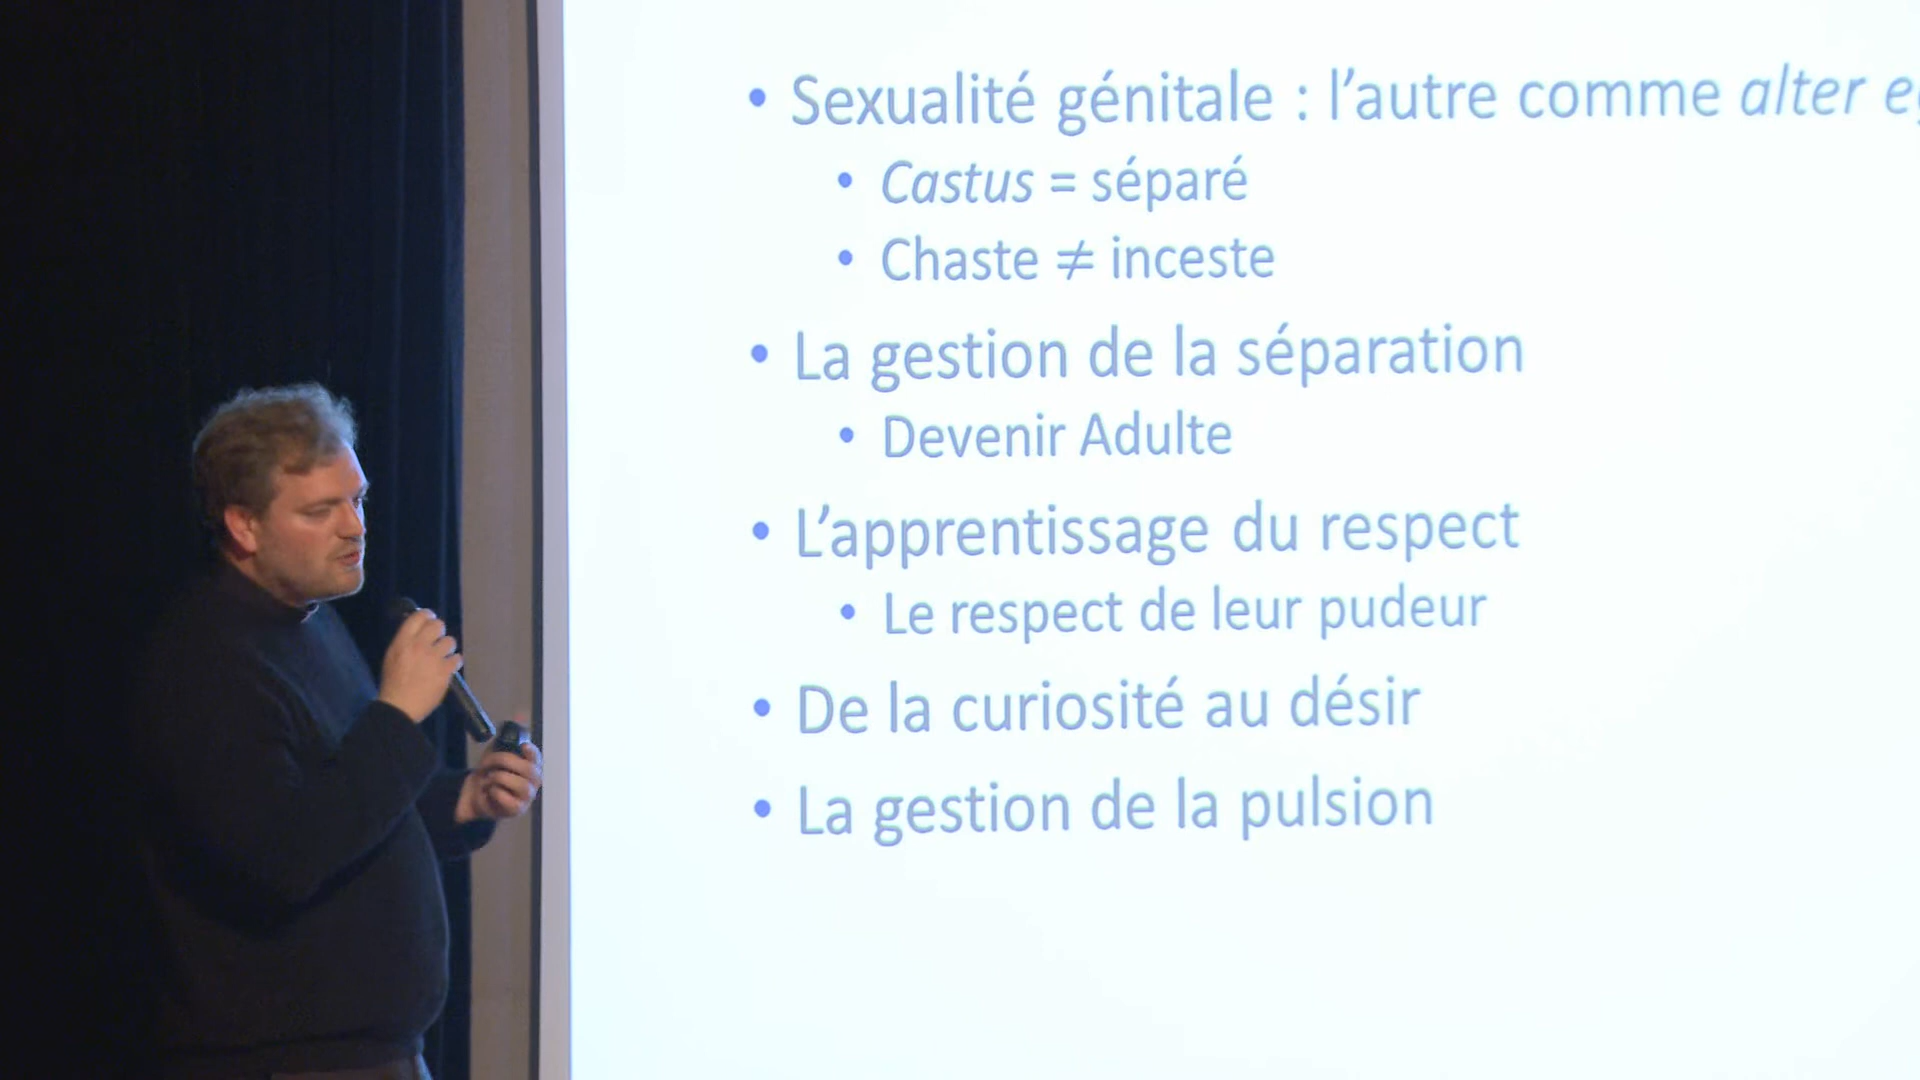 • Sexualité génitale : l'autre comme alter
• Castus = séparé
• Chaste ≠ inceste
• La gestion de la séparation
• Devenir Adulte
• L'apprentissage du respect
• Le respect de leur pudeur
• De la curiosité au désir
• La gestion de la pulsion